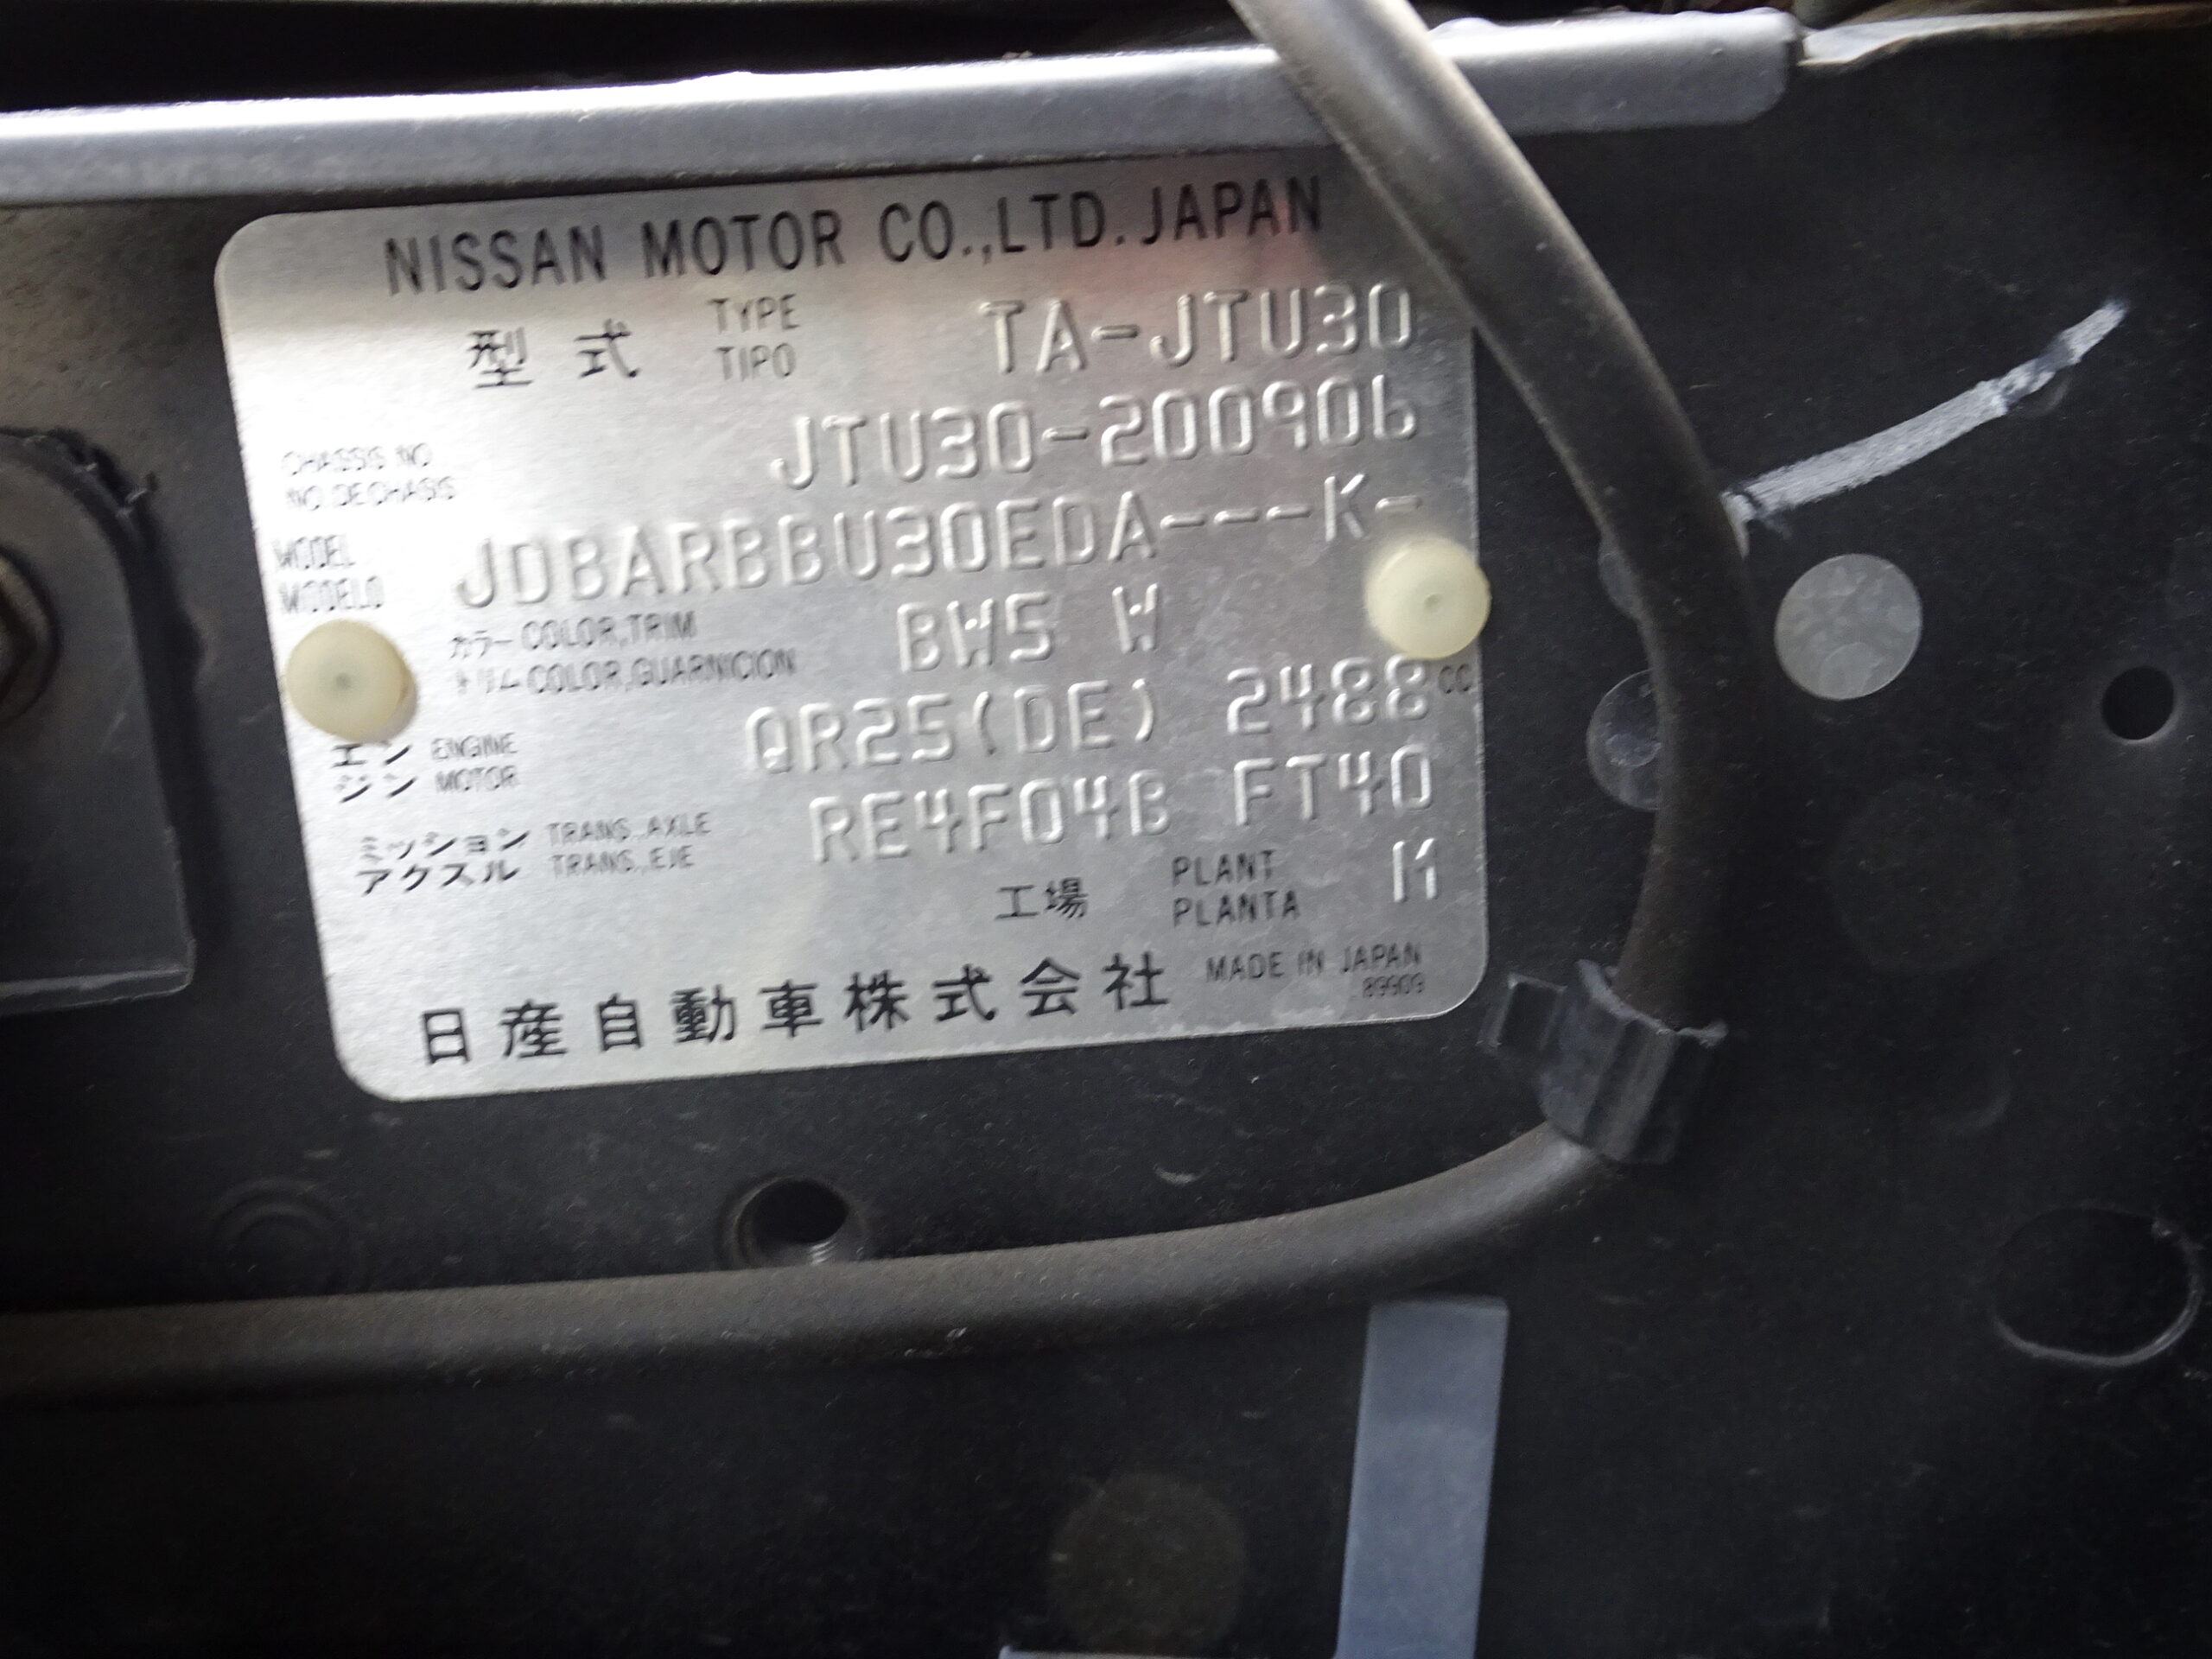 NISSAN MOTOR CO.,LTD.JAPAN
型式 TYPE TIPO TA-JTU30
CHASSIS NO
NO. DE CHASIS JTU30-200906
MODEL
MODELO JDBARBBU30EDA---K-
カラー COLOR,TRIM
トリム COLOR,GUARNICION BW5 W
エン ENGINE
ジン MOTOR QR25(DE) 2488cc
ミッション TRANS.,AXLE
アクスル TRANS.,EJE RE4F04B FT40
工場 PLANT PLANTA M
日産自動車株式会社 MADE IN JAPAN
89909